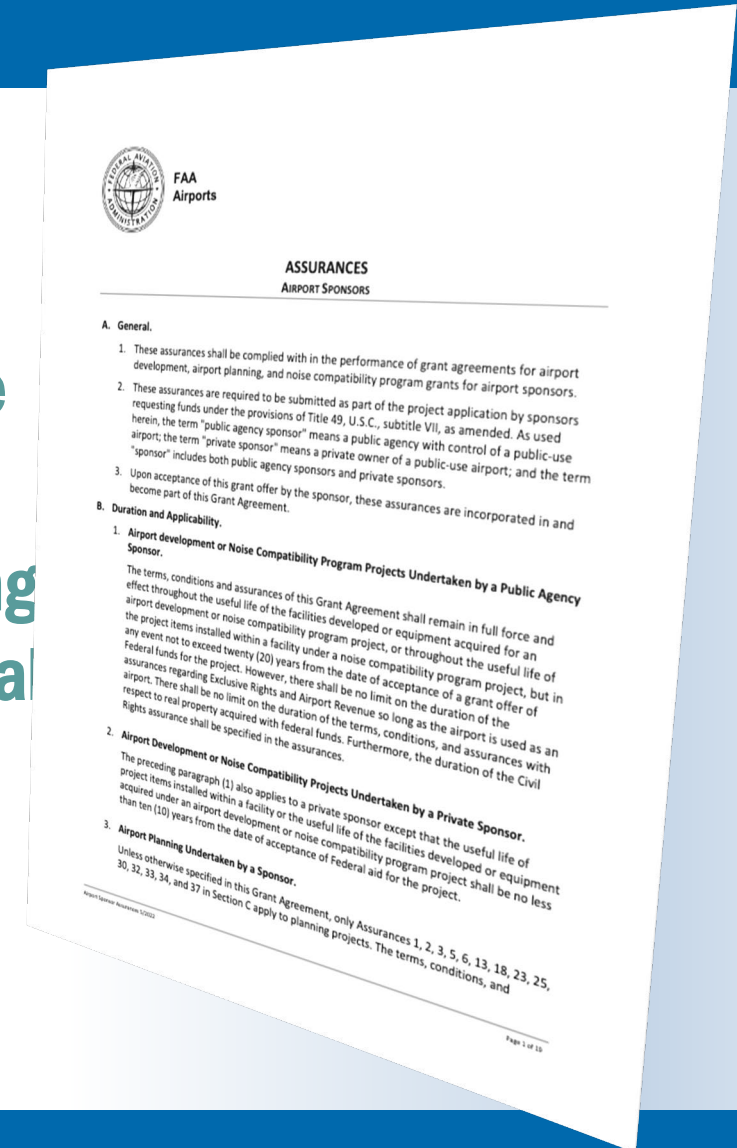 FEDERAL AVIATION
ADMINISTRATION
FAA
Airports
ASSURANCES
AIRPORT SPONSORS
A. General.
1. These assurances shall be complied with in the performance of grant agreements for airport
development, airport planning, and noise compatibility program grants for airport sponsors.
2. These assurances are required to be submitted as part of the project application by sponsors
requesting funds under the provisions of Title 49, U.S.C., subtitle VII, as amended. As used
herein, the term "public agency sponsor" means a public agency with control of a public-use
airport; the term "private sponsor" means a private owner of a public-use airport; and the term
"sponsor" includes both public agency sponsors and private sponsors.
3. Upon acceptance of this grant offer by the sponsor, these assurances are incorporated in and
become part of this Grant Agreement.
B. Duration and Applicability.
1. Airport development or Noise Compatibility Program Projects Undertaken by a Public Agency
Sponsor.
The terms, conditions and assurances of this Grant Agreement shall remain in full force and
effect throughout the useful life of the facilities developed or equipment acquired for an
airport development or noise compatibility program project, or throughout the useful life of
the project items installed within a facility under a noise compatibility program project, but in
any event not to exceed twenty (20) years from the date of acceptance of a grant offer of
Federal funds for the project. However, there shall be no limit on the duration of the
assurances regarding Exclusive Rights and Airport Revenue so long as the airport is used as an
airport. There shall be no limit on the duration of the terms, conditions, and assurances with
respect to real property acquired with federal funds. Furthermore, the duration of the Civil
Rights assurance shall be specified in the assurances.
2. Airport Development or Noise Compatibility Projects Undertaken by a Private Sponsor.
The preceding paragraph (1) also applies to a private sponsor except that the useful life of
project items installed within a facility or the useful life of the facilities developed or equipment
acquired under an airport development or noise compatibility program project shall be no less
than ten (10) years from the date of acceptance of Federal aid for the project.
3. Airport Planning Undertaken by a Sponsor.
Unless otherwise specified in this Grant Agreement, only Assurances 1, 2, 3, 5, 6, 13, 18, 23, 25,
30, 32, 33, 34, and 37 in Section C apply to planning projects. The terms, conditions, and
Airport Sponsor Assurances 5/2022
Page 1 of 19